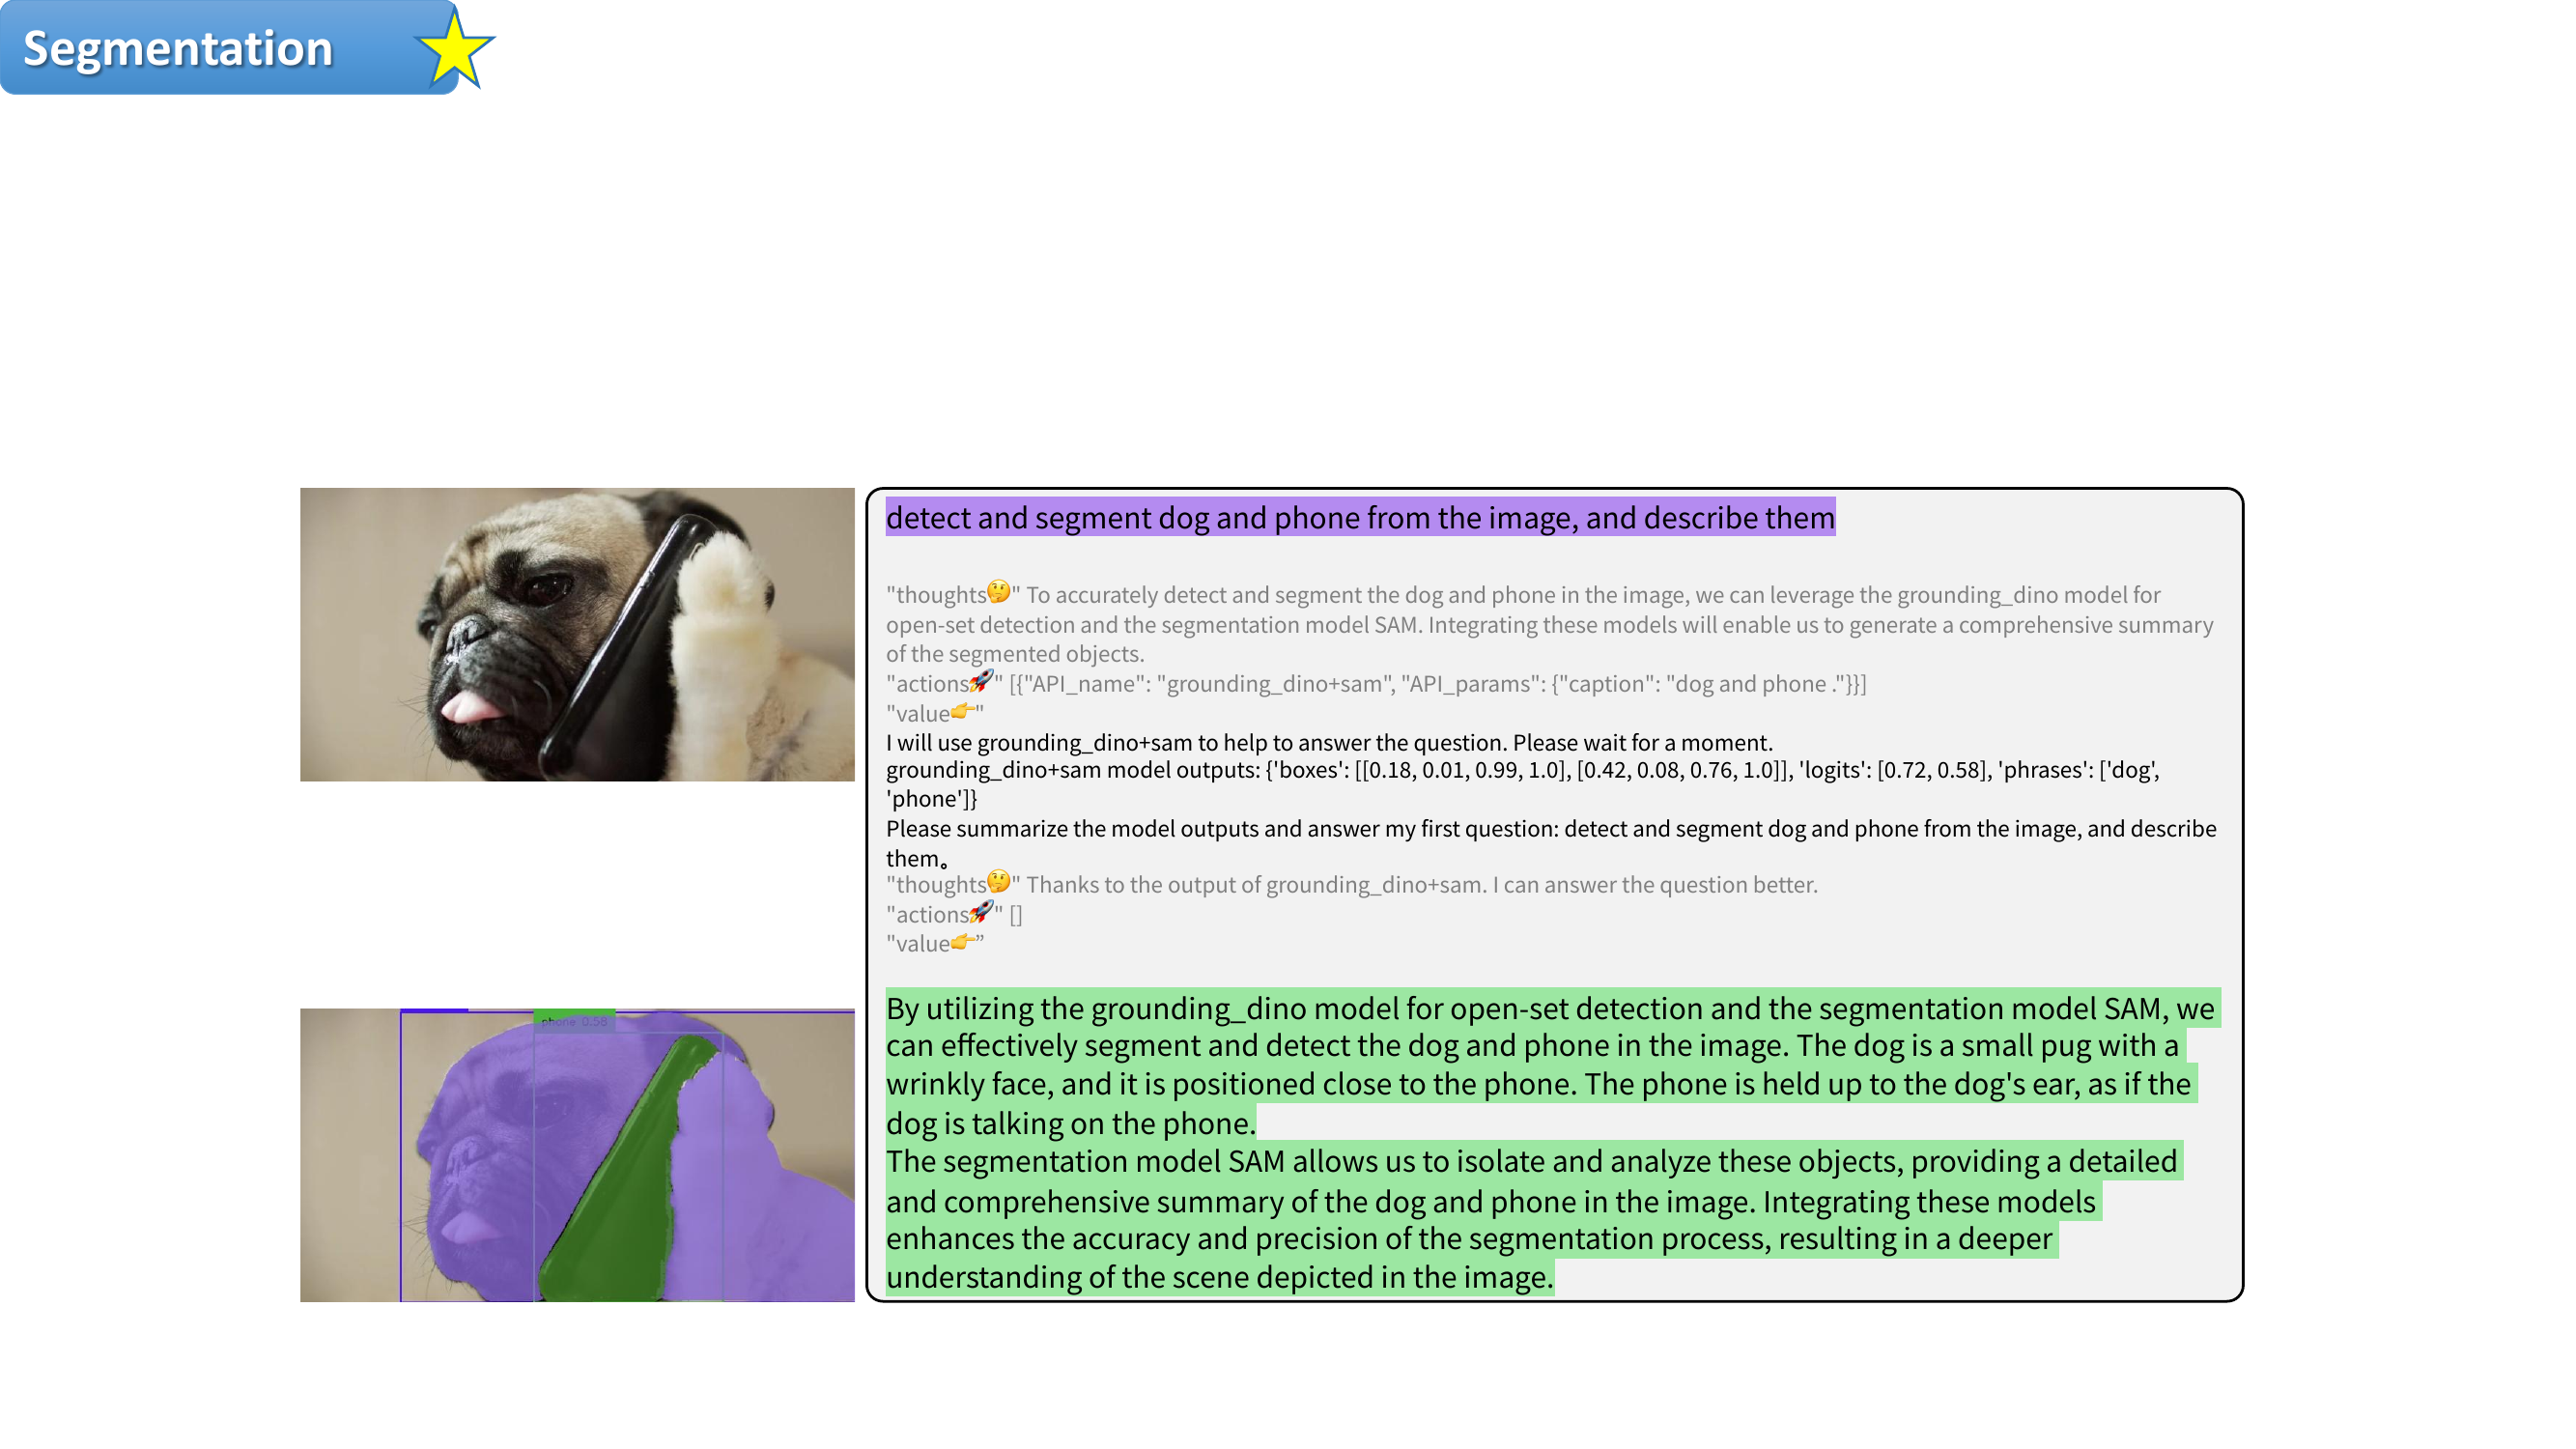 Segmentation
detect and segment dog and phone from the image, and describe them
"thoughts🤔" To accurately detect and segment the dog and phone in the image, we can leverage the grounding_dino model for
open-set detection and the segmentation model SAM. Integrating these models will enable us to generate a comprehensive summary
of the segmented objects.
"actions🚀" [{"API_name": "grounding_dino+sam", "API_params": {"caption": "dog and phone ."}}]
"value👉"
I will use grounding_dino+sam to help to answer the question. Please wait for a moment.
grounding_dino+sam model outputs: {'boxes': [[0.18, 0.01, 0.99, 1.0], [0.42, 0.08, 0.76, 1.0]], 'logits': [0.72, 0.58], 'phrases': ['dog',
'phone']}
Please summarize the model outputs and answer my first question: detect and segment dog and phone from the image, and describe
them。
"thoughts🤔" Thanks to the output of grounding_dino+sam. I can answer the question better.
"actions🚀" []
"value👉”
phone 0.58
By utilizing the grounding_dino model for open-set detection and the segmentation model SAM, we
can effectively segment and detect the dog and phone in the image. The dog is a small pug with a
wrinkly face, and it is positioned close to the phone. The phone is held up to the dog's ear, as if the
dog is talking on the phone.
The segmentation model SAM allows us to isolate and analyze these objects, providing a detailed
and comprehensive summary of the dog and phone in the image. Integrating these models
enhances the accuracy and precision of the segmentation process, resulting in a deeper
understanding of the scene depicted in the image.